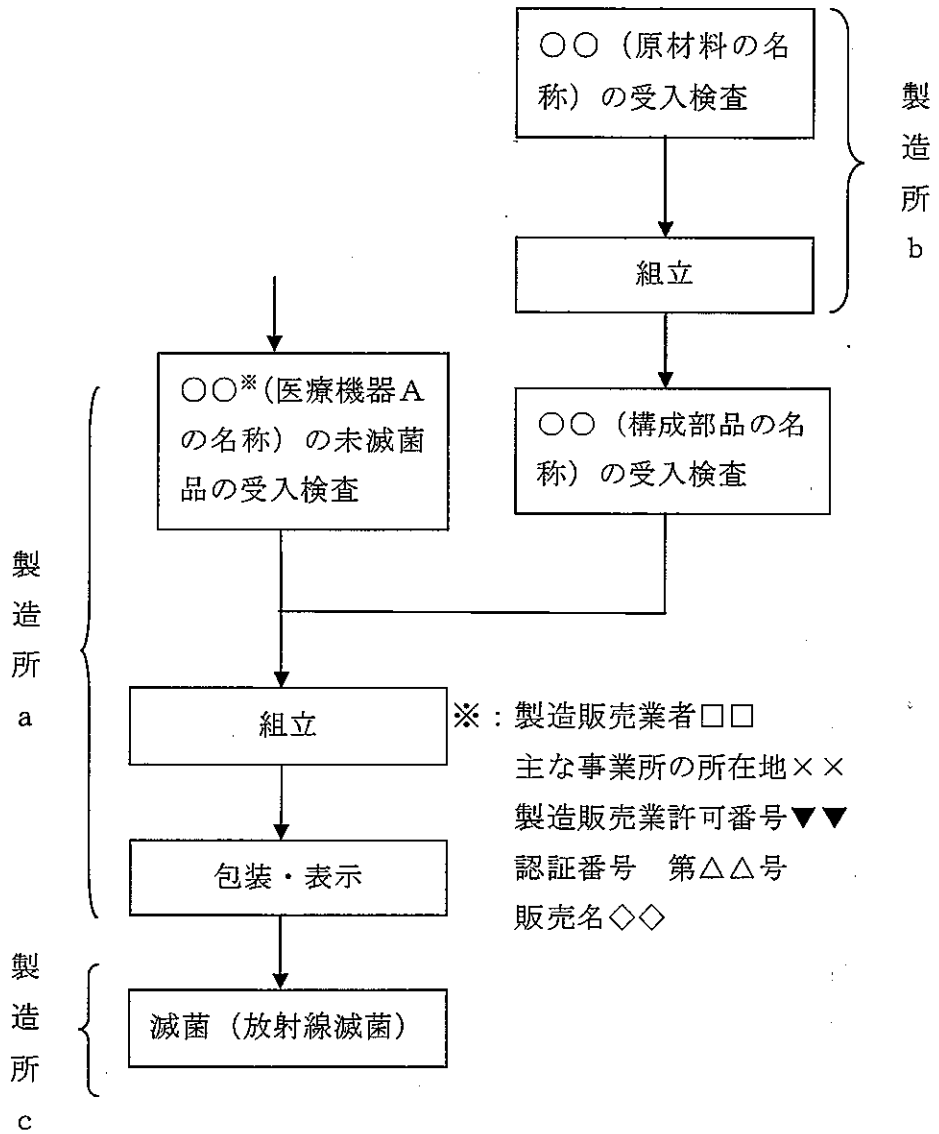 ○○(原材料の名
称)の受入検査
製
造
所
b
組立
○○※(医療機器A
の名称)の未滅菌
品の受入検査
○○(構成部品の名
称)の受入検査
製
造
所
a
組立
※:製造販売業者□□
主な事業所の所在地××
製造販売業許可番号▼▼
認証番号 第△△号
販売名◇◇
包装・表示
製
造
所
c
滅菌(放射線滅菌)